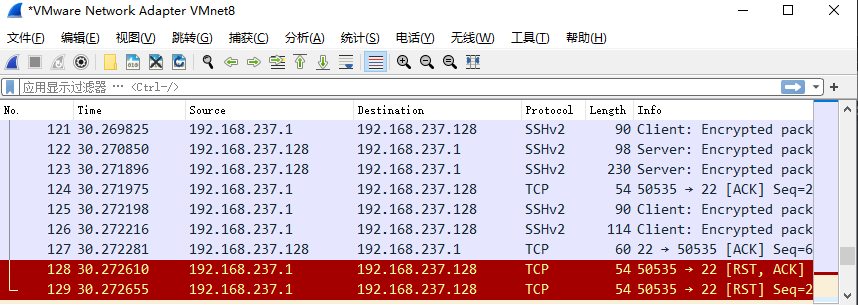 *VMware Network Adapter VMnet8
文件(F) 编辑(E) 视图(V) 跳转(G) 捕获(C) 分析(A) 统计(S) 电话(Y) 无线(W) 工具(T) 帮助(H)
应用显示过滤器 … <Ctrl-/>
No. Time Source Destination Protocol Length Info
121 30.269825 192.168.237.1 192.168.237.128 SSHv2 90 Client: Encrypted pack
122 30.270850 192.168.237.128 192.168.237.1 SSHv2 98 Server: Encrypted pack
123 30.271896 192.168.237.128 192.168.237.1 SSHv2 230 Server: Encrypted pack
124 30.271975 192.168.237.1 192.168.237.128 TCP 54 50535 → 22 [ACK] Seq=2
125 30.272198 192.168.237.1 192.168.237.128 SSHv2 90 Client: Encrypted pack
126 30.272216 192.168.237.1 192.168.237.128 SSHv2 114 Client: Encrypted pack
127 30.272281 192.168.237.128 192.168.237.1 TCP 60 22 → 50535 [ACK] Seq=6
128 30.272610 192.168.237.1 192.168.237.128 TCP 54 50535 → 22 [RST, ACK]
129 30.272655 192.168.237.1 192.168.237.128 TCP 54 50535 → 22 [RST] Seq=2